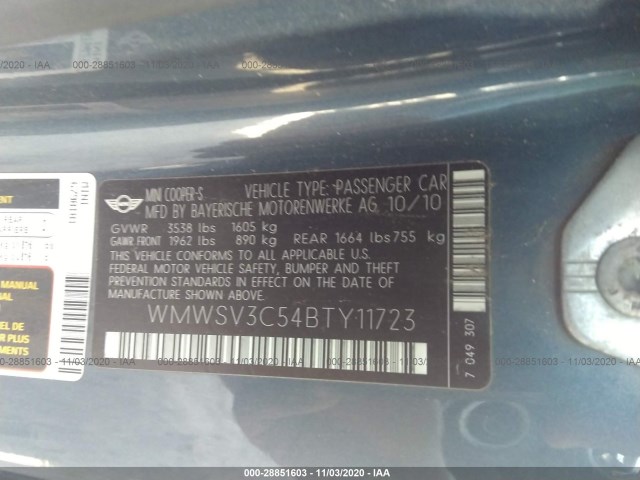 MINI COOPER-S VEHICLE TYPE: PASSENGER CAR
MFD BY BAYERISCHE MOTORENWERKE AG 10/10
GVWR 3538 lbs 1605 kg
GAWR FRONT 1962 lbs 890 kg REAR 1664 lbs 755 kg
THIS VEHICLE CONFORMS TO ALL APPLICABLE U.S.
FEDERAL MOTOR VEHICLE SAFETY, BUMPER AND THEFT
PREVENTION STANDARDS IN EFFECT ON THE DATE
OF MANUFACTURE SHOWN ABOVE.
WMWSV3C54BTY11723
7 049 307
MANUAL
000-28851603 - 11/03/2020 - IAA